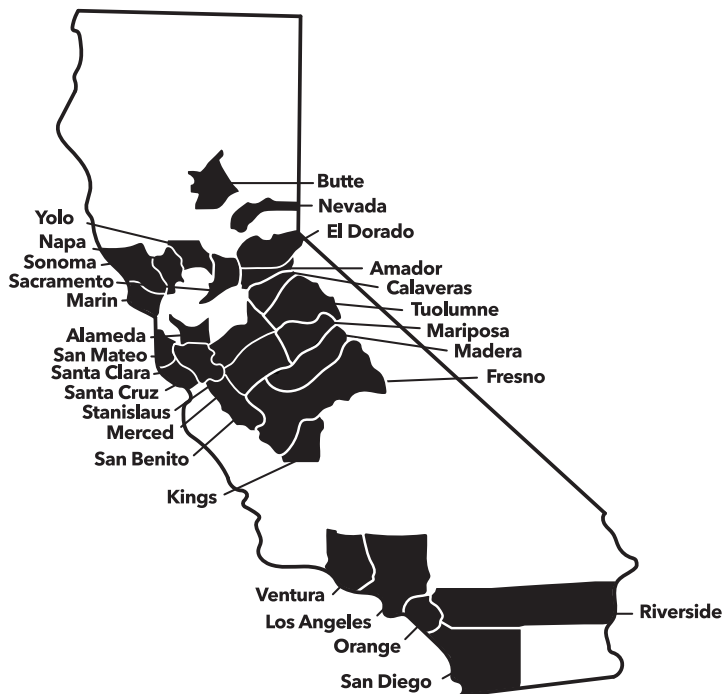 Butte
Nevada
El Dorado
Yolo
Napa
Sonoma
Sacramento
Marin
Amador
Calaveras
Tuolumne
Mariposa
Madera
Fresno
Alameda
San Mateo
Santa Clara
Santa Cruz
Stanislaus
Merced
San Benito
Kings
Ventura
Los Angeles
Orange
San Diego
Riverside